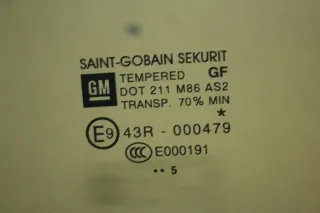 SAINT-GOBAIN SEKURIT
GM TEMPERED GF
DOT 211 M86 AS2
TRANSP. 70% MIN
*
E9 43R - 000479
CCC E000191
•• 5